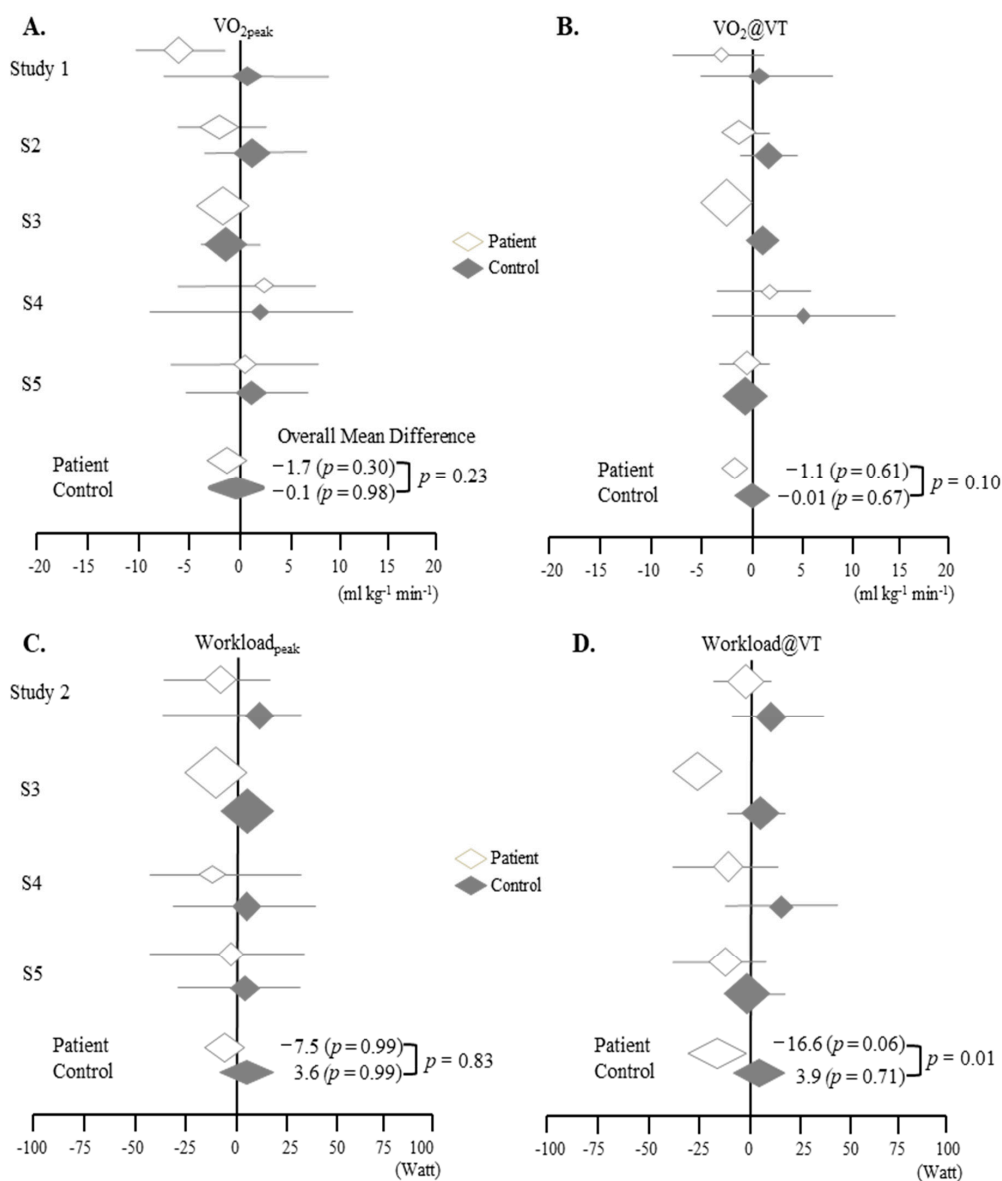 A.
VO₂peak
Study 1
S2
S3
S4
S5
Patient
Control
Overall Mean Difference
−1.7 (p = 0.30)
−0.1 (p = 0.98)
p = 0.23
-20 -15 -10 -5 0 5 10 15 20
(ml kg⁻¹ min⁻¹)
Patient
Control
B.
VO₂@VT
−1.1 (p = 0.61)
−0.01 (p = 0.67)
p = 0.10
Patient
Control
-20 -15 -10 -5 0 5 10 15 20
(ml kg⁻¹ min⁻¹)
C.
Workloadpeak
Study 2
S3
S4
S5
Patient
Control
−7.5 (p = 0.99)
3.6 (p = 0.99)
p = 0.83
-100 -75 -50 -25 0 25 50 75 100
(Watt)
Patient
Control
D.
Workload@VT
Patient
Control
−16.6 (p = 0.06)
3.9 (p = 0.71)
p = 0.01
-100 -75 -50 -25 0 25 50 75 100
(Watt)